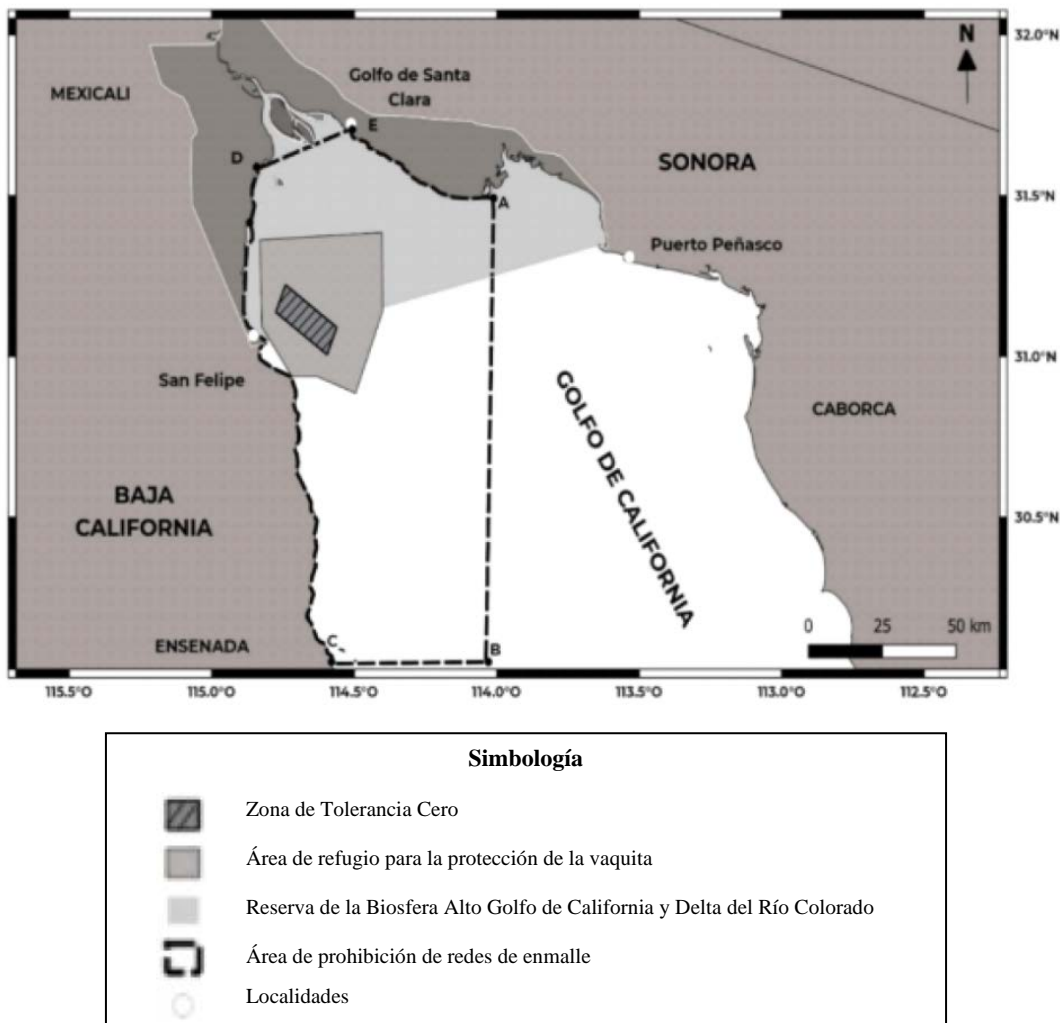 N
32.0°N
Golfo de Santa
Clara
MEXICALI
E
D
SONORA
31.5°N
A
Puerto Peñasco
31.0°N
San Felipe
GOLFO DE CALIFORNIA
CABORCA
BAJA
CALIFORNIA
30.5°N
ENSENADA
C
B
0 25 50 km
115.5°O 115.0°O 114.5°O 114.0°O 113.5°O 113.0°O 112.5°O
Simbología
Zona de Tolerancia Cero
Área de refugio para la protección de la vaquita
Reserva de la Biosfera Alto Golfo de California y Delta del Río Colorado
Área de prohibición de redes de enmalle
Localidades